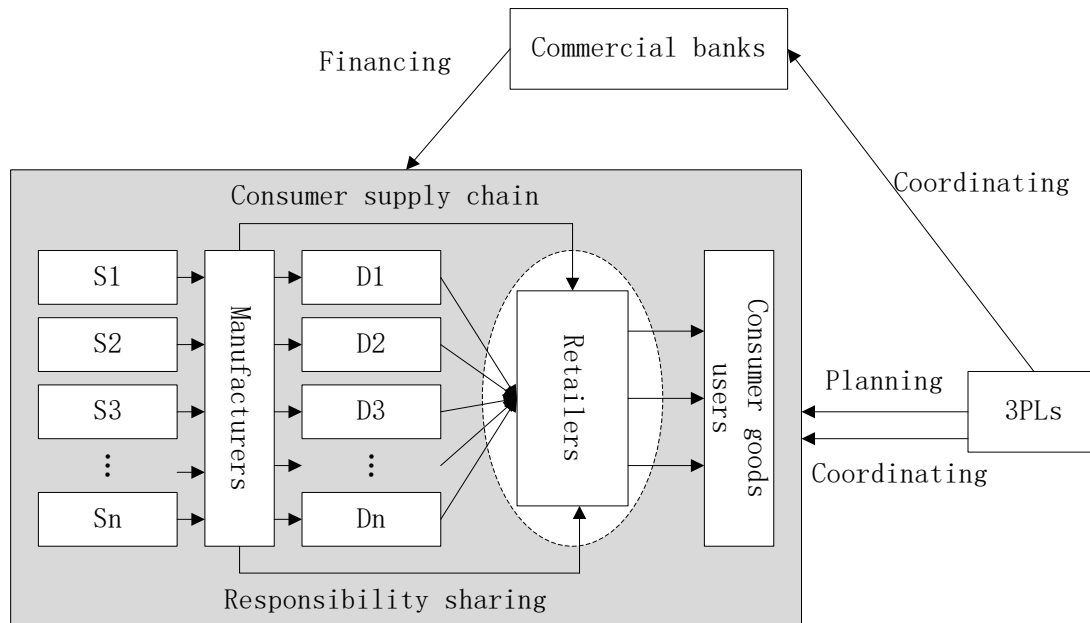 Commercial banks
Financing
Coordinating
Consumer supply chain
S1
S2
S3
...
Sn
Manufacturers
D1
D2
D3
...
Dn
Retailers
Consumer goods
users
Planning
Coordinating
3PLs
Responsibility sharing